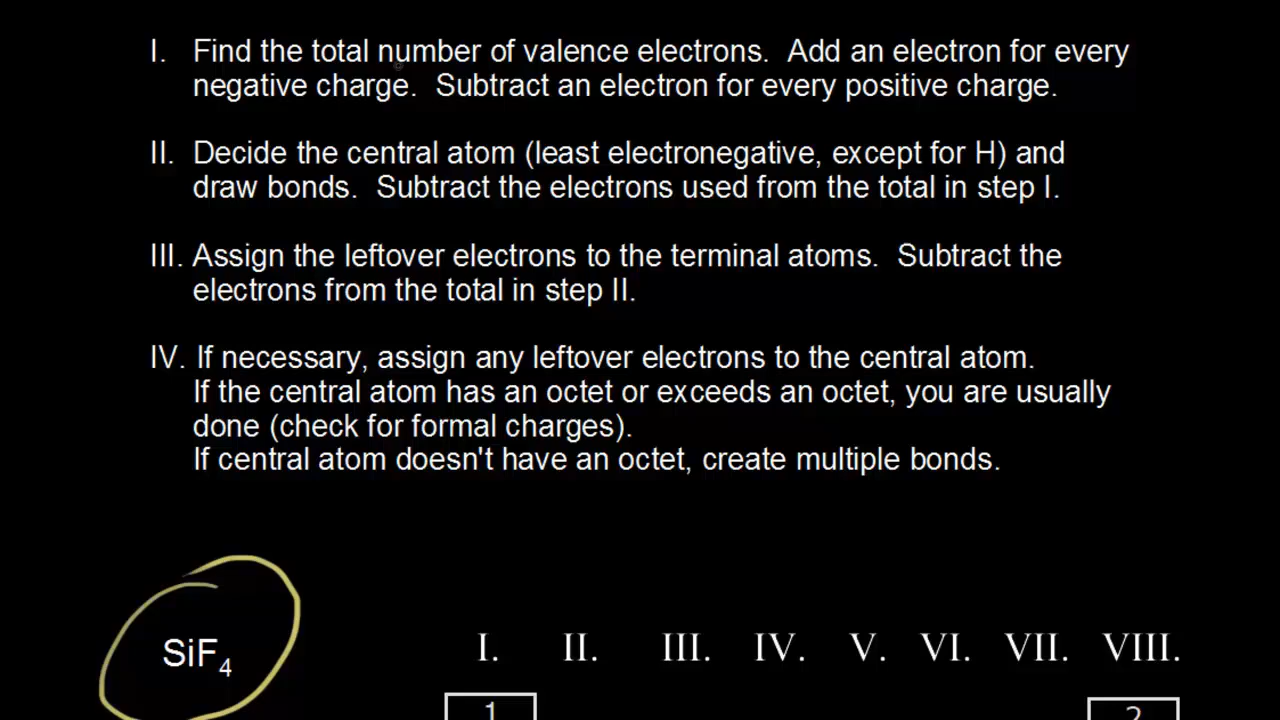 I. Find the total number of valence electrons. Add an electron for every
negative charge. Subtract an electron for every positive charge.
II. Decide the central atom (least electronegative, except for H) and
draw bonds. Subtract the electrons used from the total in step I.
III. Assign the leftover electrons to the terminal atoms. Subtract the
electrons from the total in step II.
IV. If necessary, assign any leftover electrons to the central atom.
If the central atom has an octet or exceeds an octet, you are usually
done (check for formal charges).
If central atom doesn't have an octet, create multiple bonds.
SiF₄ I. II. III. IV. V. VI. VII. VIII.
1 2